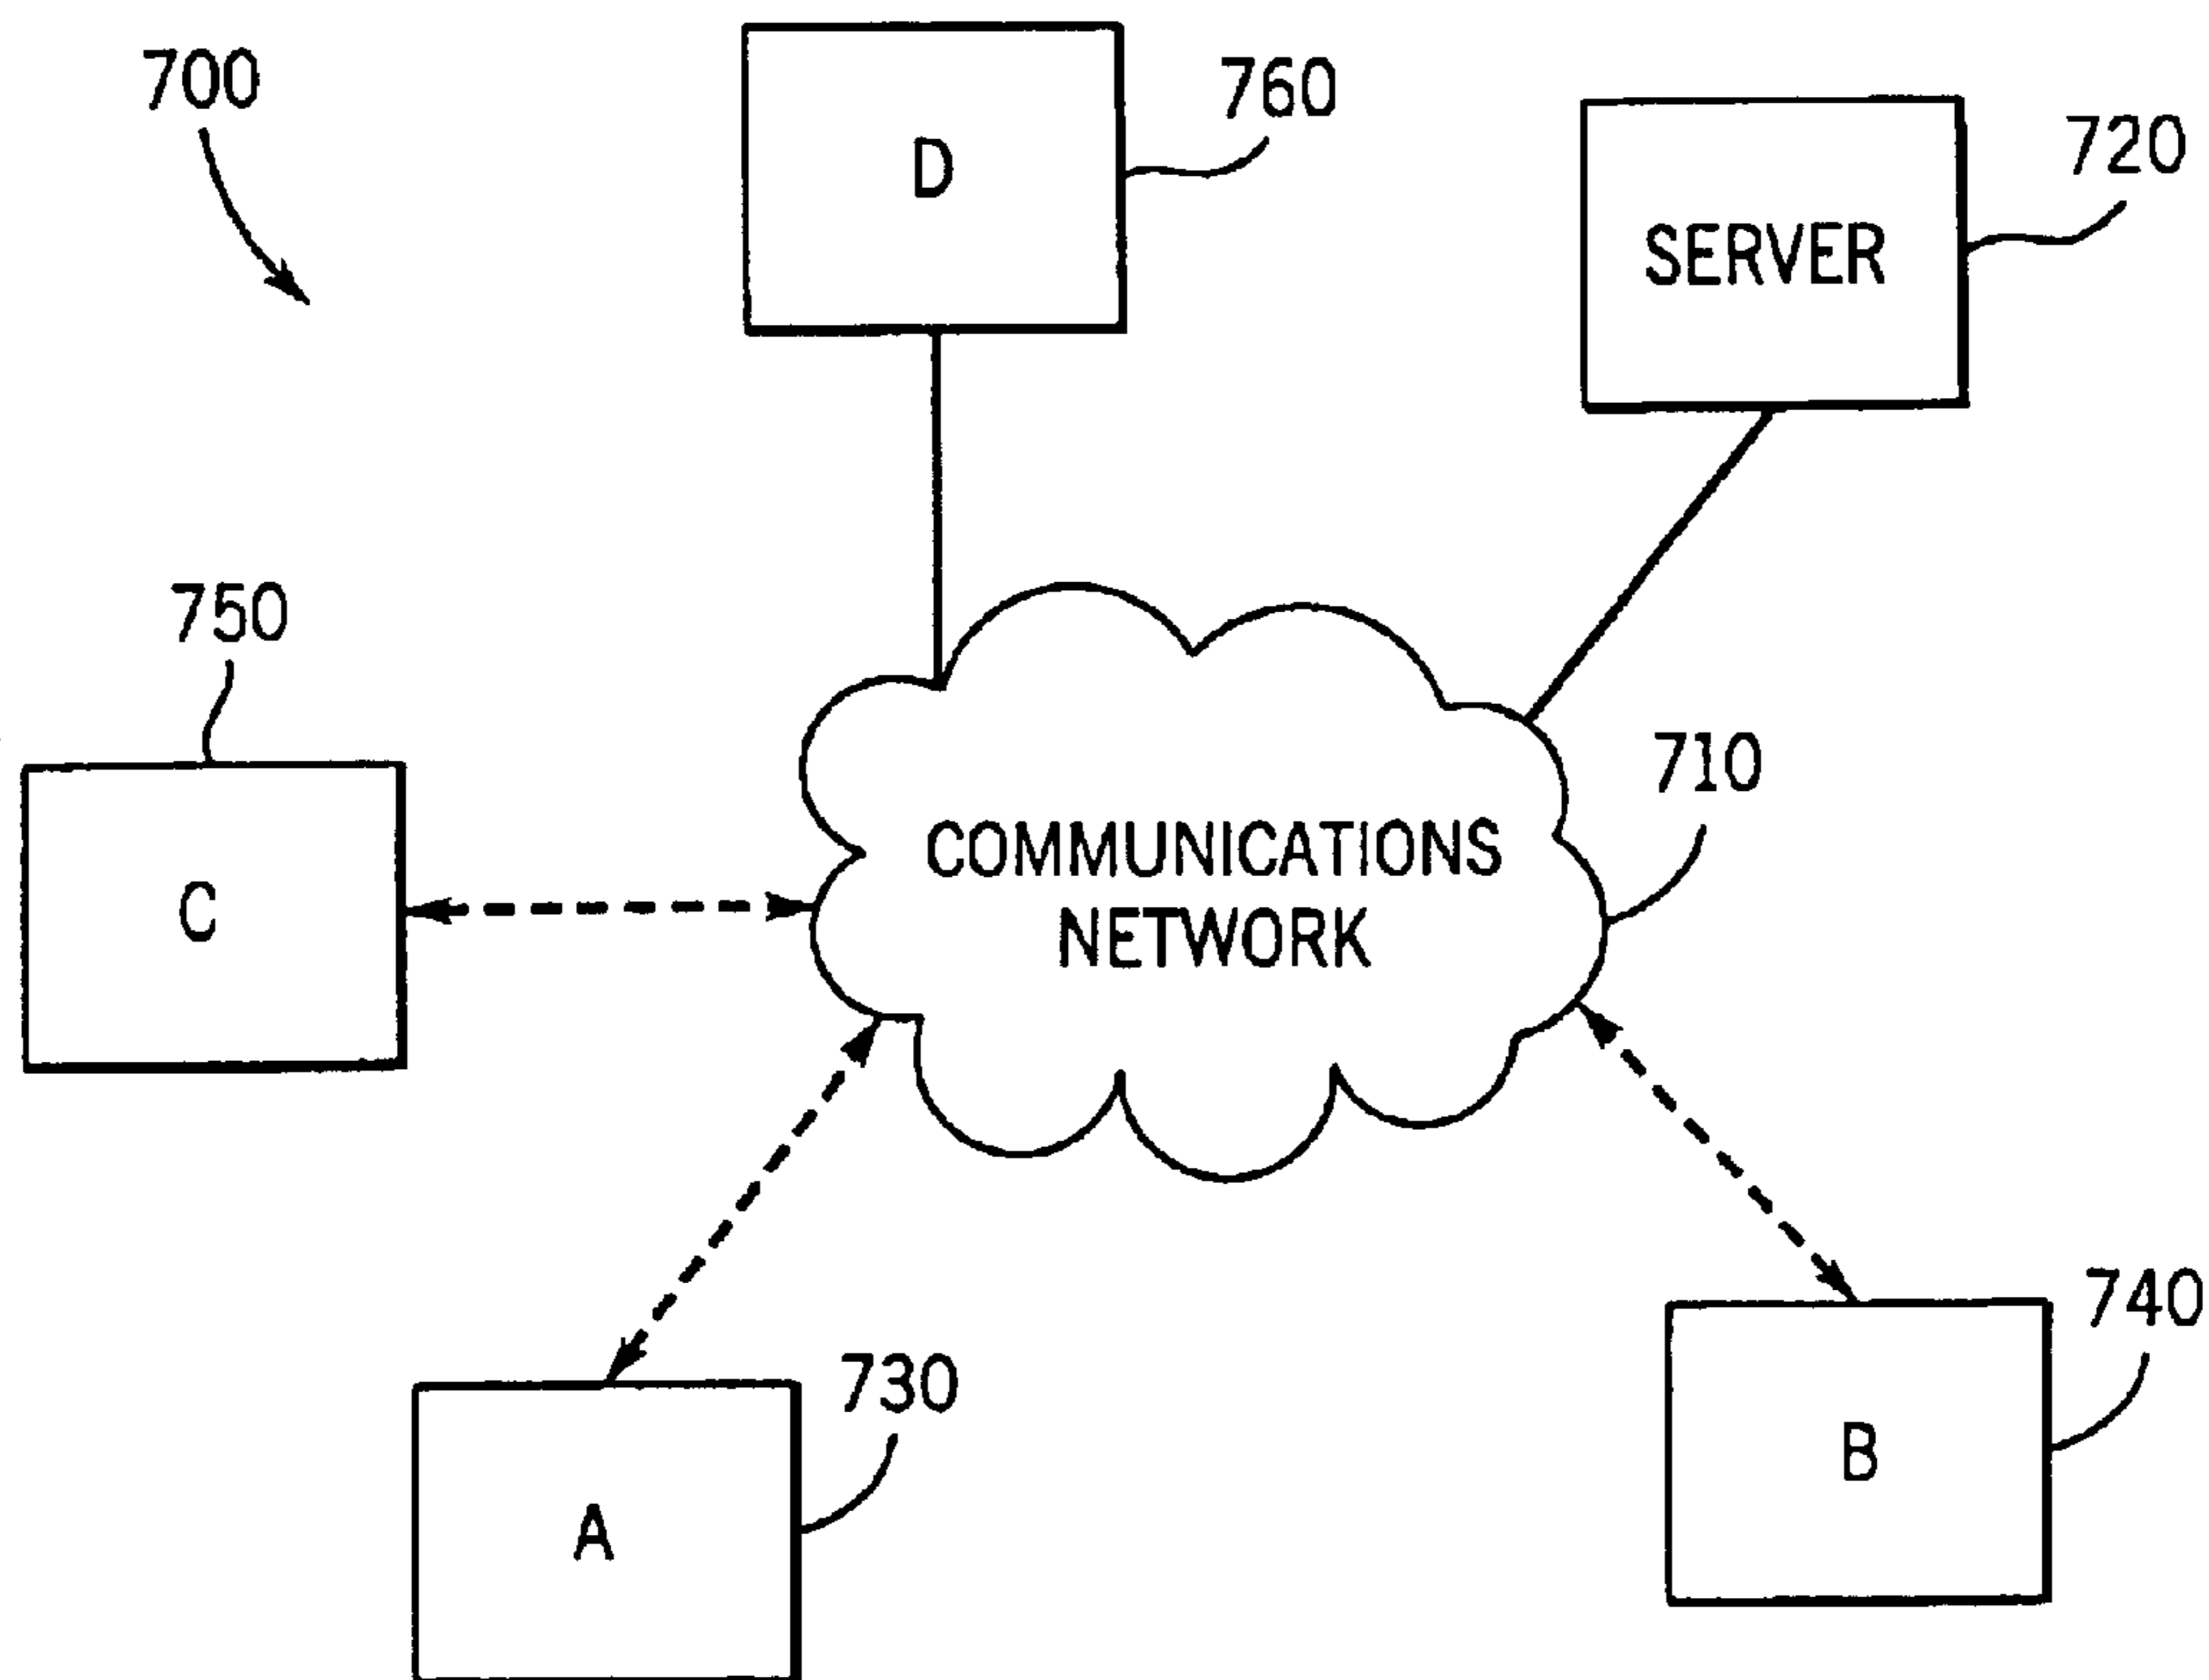 700
D
760
SERVER
720
750
C
COMMUNICATIONS
NETWORK
710
A
730
B
740